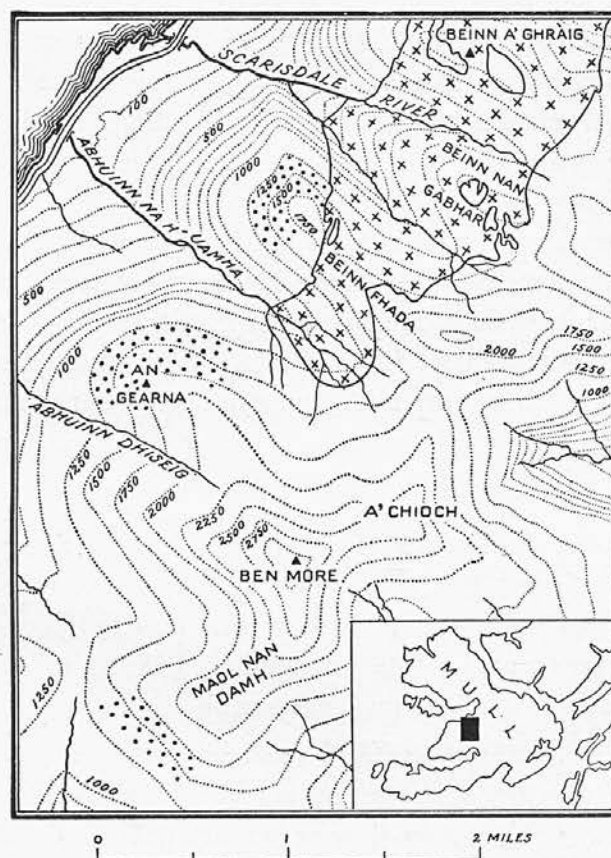 BEINN A' GHRAIG
SCARISDALE
RIVER
100
500
ABHUINN NA H-UAMHA
1000
1250
1500
1750
BEINN NAN
GABHAR
BEINN FHADA
500
1750
2000
1500
1250
1000
1000
AN
GEARNA
ABHUINN DHISEIG
1250
1500
1750
2000
2250
2500
2750
A' CHIOCH
BEN MORE
MAOL NAN
DAMH
1250
1000
MULL
0
1
2 MILES